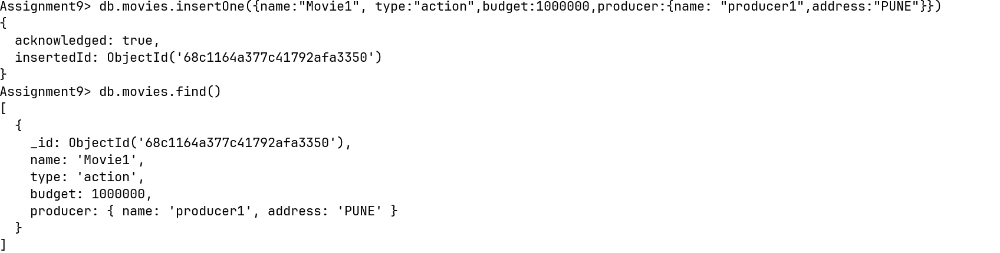 Assignment9> db.movies.insertOne({name:"Movie1", type:"action",budget:1000000,producer:{name: "producer1",address:"PUNE"}})
{
  acknowledged: true,
  insertedId: ObjectId('68c1164a377c41792afa3350')
}
Assignment9> db.movies.find()
[
  {
    _id: ObjectId('68c1164a377c41792afa3350'),
    name: 'Movie1',
    type: 'action',
    budget: 1000000,
    producer: { name: 'producer1', address: 'PUNE' }
  }
]